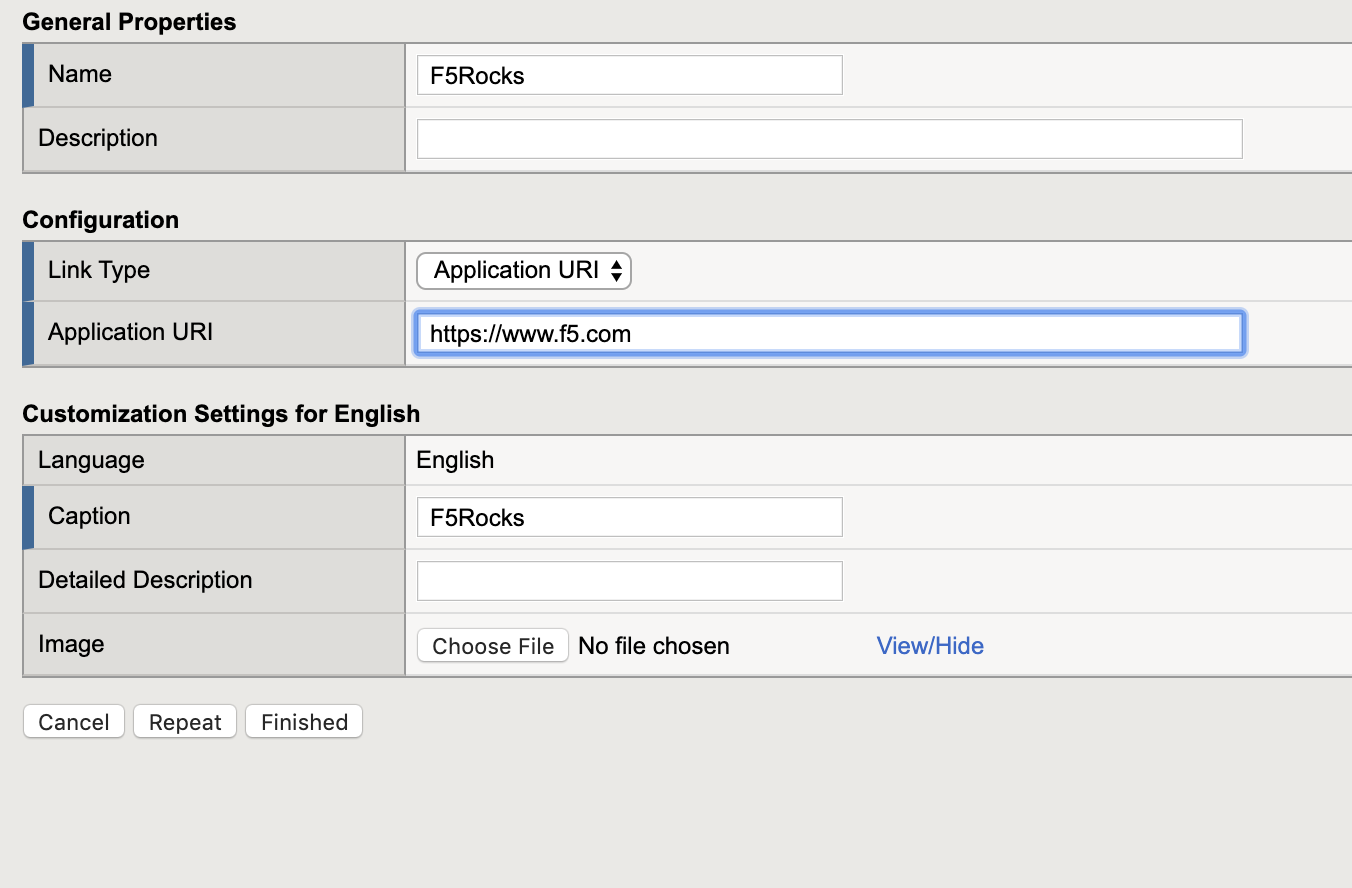 General Properties
Name F5Rocks
Description
Configuration
Link Type Application URI
Application URI https://www.f5.com
Customization Settings for English
Language English
Caption F5Rocks
Detailed Description
Image Choose File No file chosen View/Hide
Cancel Repeat Finished